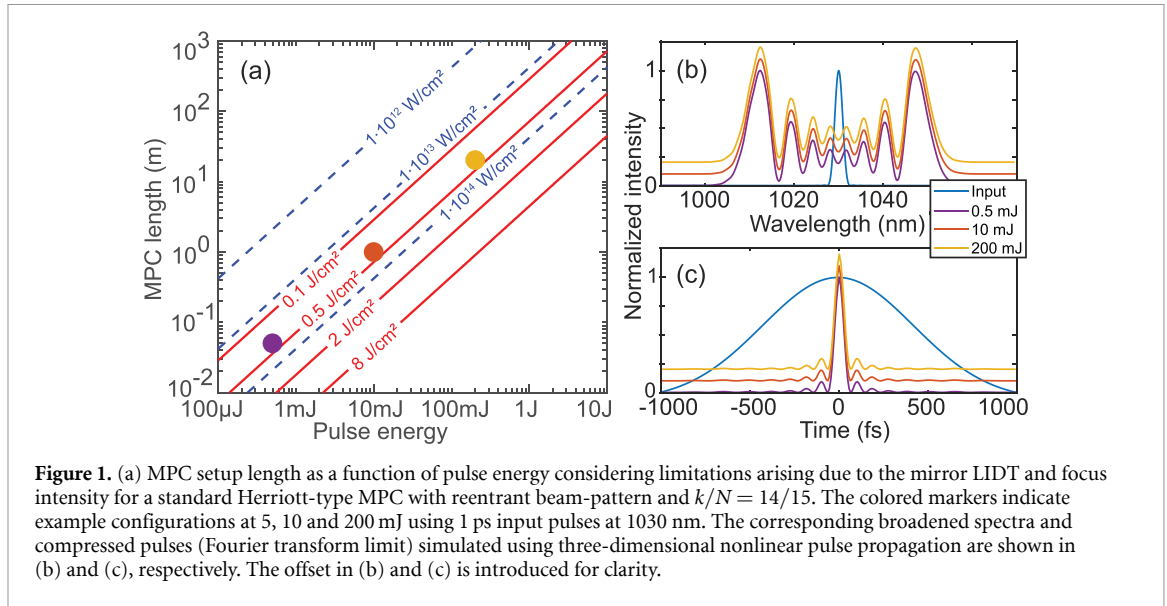 (a)
10³
10²
10¹
10⁰
10⁻¹
10⁻²
MPC length (m)
1·10¹² W/cm²
1·10¹³ W/cm²
1·10¹⁴ W/cm²
0.1 J/cm²
0.5 J/cm²
2 J/cm²
8 J/cm²
100µJ 1mJ 10mJ 100mJ 1J 10J
Pulse energy
(b)
1
0
1000 1020 1040
Wavelength (nm)
Normalized intensity
Input
0.5 mJ
10 mJ
200 mJ
(c)
1
0
-1000 -500 0 500 1000
Time (fs)
Figure 1. (a) MPC setup length as a function of pulse energy considering limitations arising due to the mirror LIDT and focus
intensity for a standard Herriott-type MPC with reentrant beam-pattern and k/N = 14/15. The colored markers indicate
example configurations at 5, 10 and 200 mJ using 1 ps input pulses at 1030 nm. The corresponding broadened spectra and
compressed pulses (Fourier transform limit) simulated using three-dimensional nonlinear pulse propagation are shown in
(b) and (c), respectively. The offset in (b) and (c) is introduced for clarity.